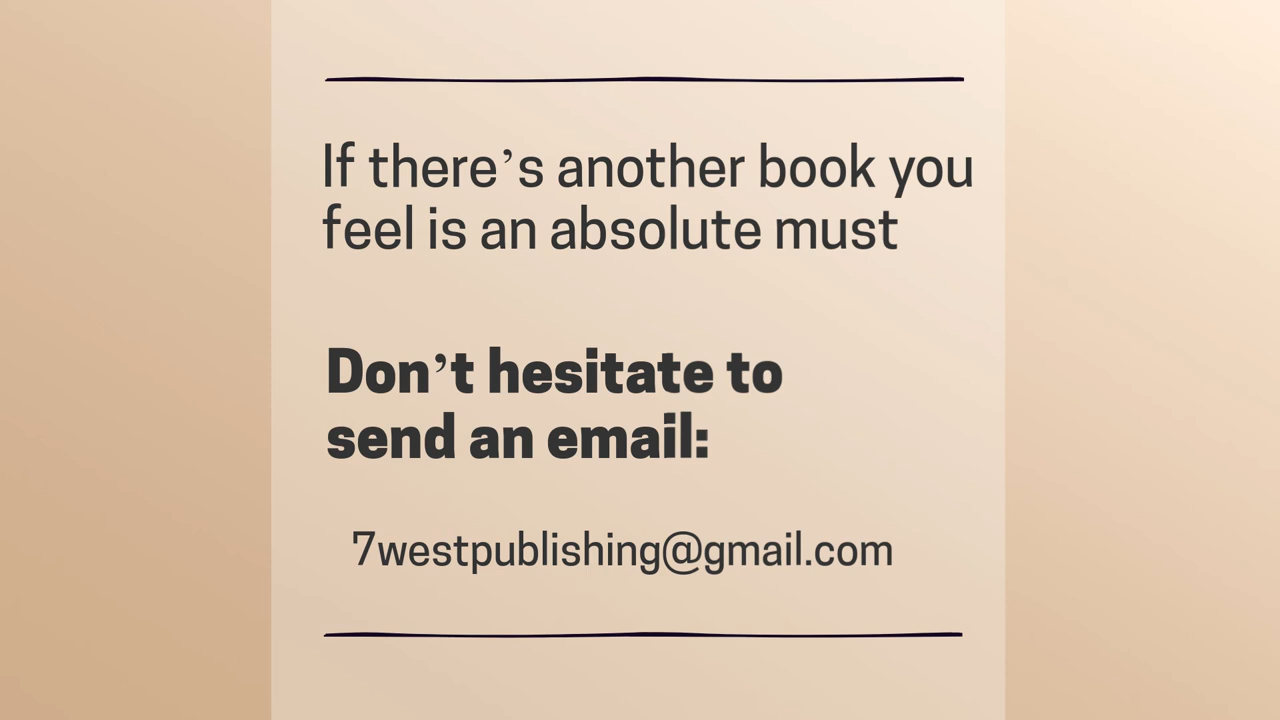 If there’s another book you
feel is an absolute must
Don’t hesitate to
send an email:
7westpublishing@gmail.com